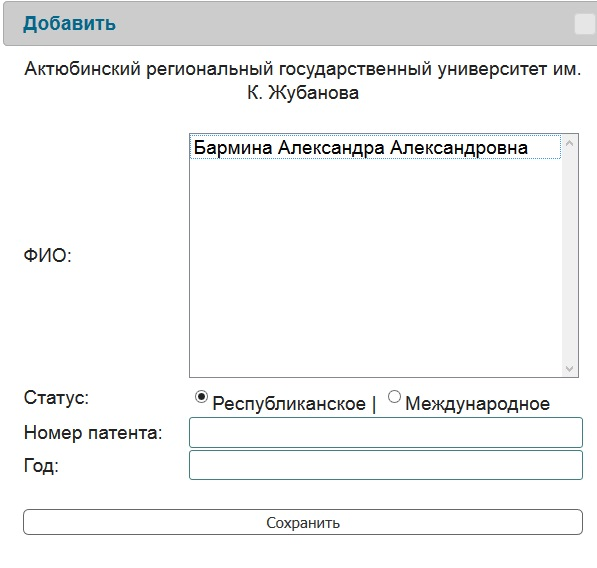 Добавить
Актюбинский региональный государственный университет им.
К. Жубанова
Бармина Александра Александровна
ФИО:
Статус:
Республиканское | Международное
Номер патента:
Год:
Сохранить